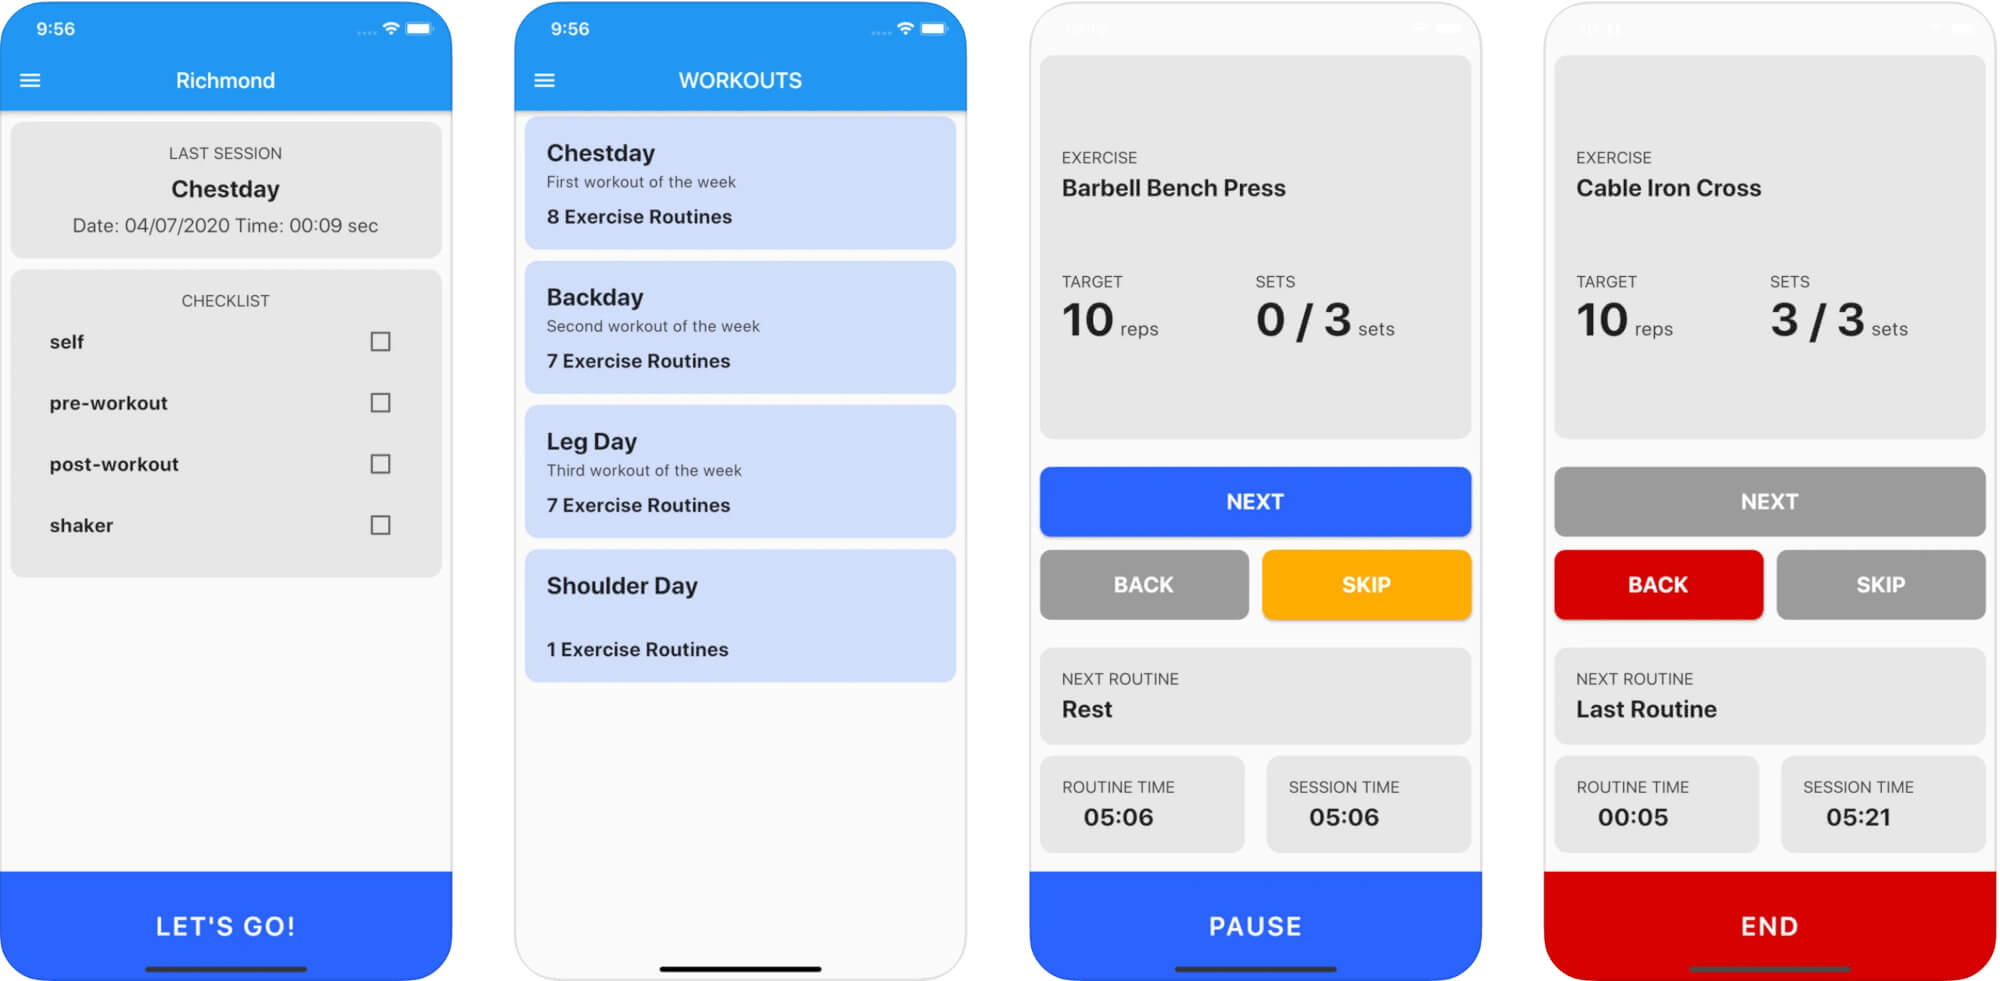 9:56
Richmond
LAST SESSION
Chestday
Date: 04/07/2020 Time: 00:09 sec
CHECKLIST
self
pre-workout
post-workout
shaker
LET'S GO!
9:56
WORKOUTS
Chestday
First workout of the week
8 Exercise Routines
Backday
Second workout of the week
7 Exercise Routines
Leg Day
Third workout of the week
7 Exercise Routines
Shoulder Day
1 Exercise Routines
EXERCISE
Barbell Bench Press
TARGET SETS
10 reps 0 / 3 sets
NEXT
BACK SKIP
NEXT ROUTINE
Rest
ROUTINE TIME SESSION TIME
05:06 05:06
PAUSE
EXERCISE
Cable Iron Cross
TARGET SETS
10 reps 3 / 3 sets
NEXT
BACK SKIP
NEXT ROUTINE
Last Routine
ROUTINE TIME SESSION TIME
00:05 05:21
END